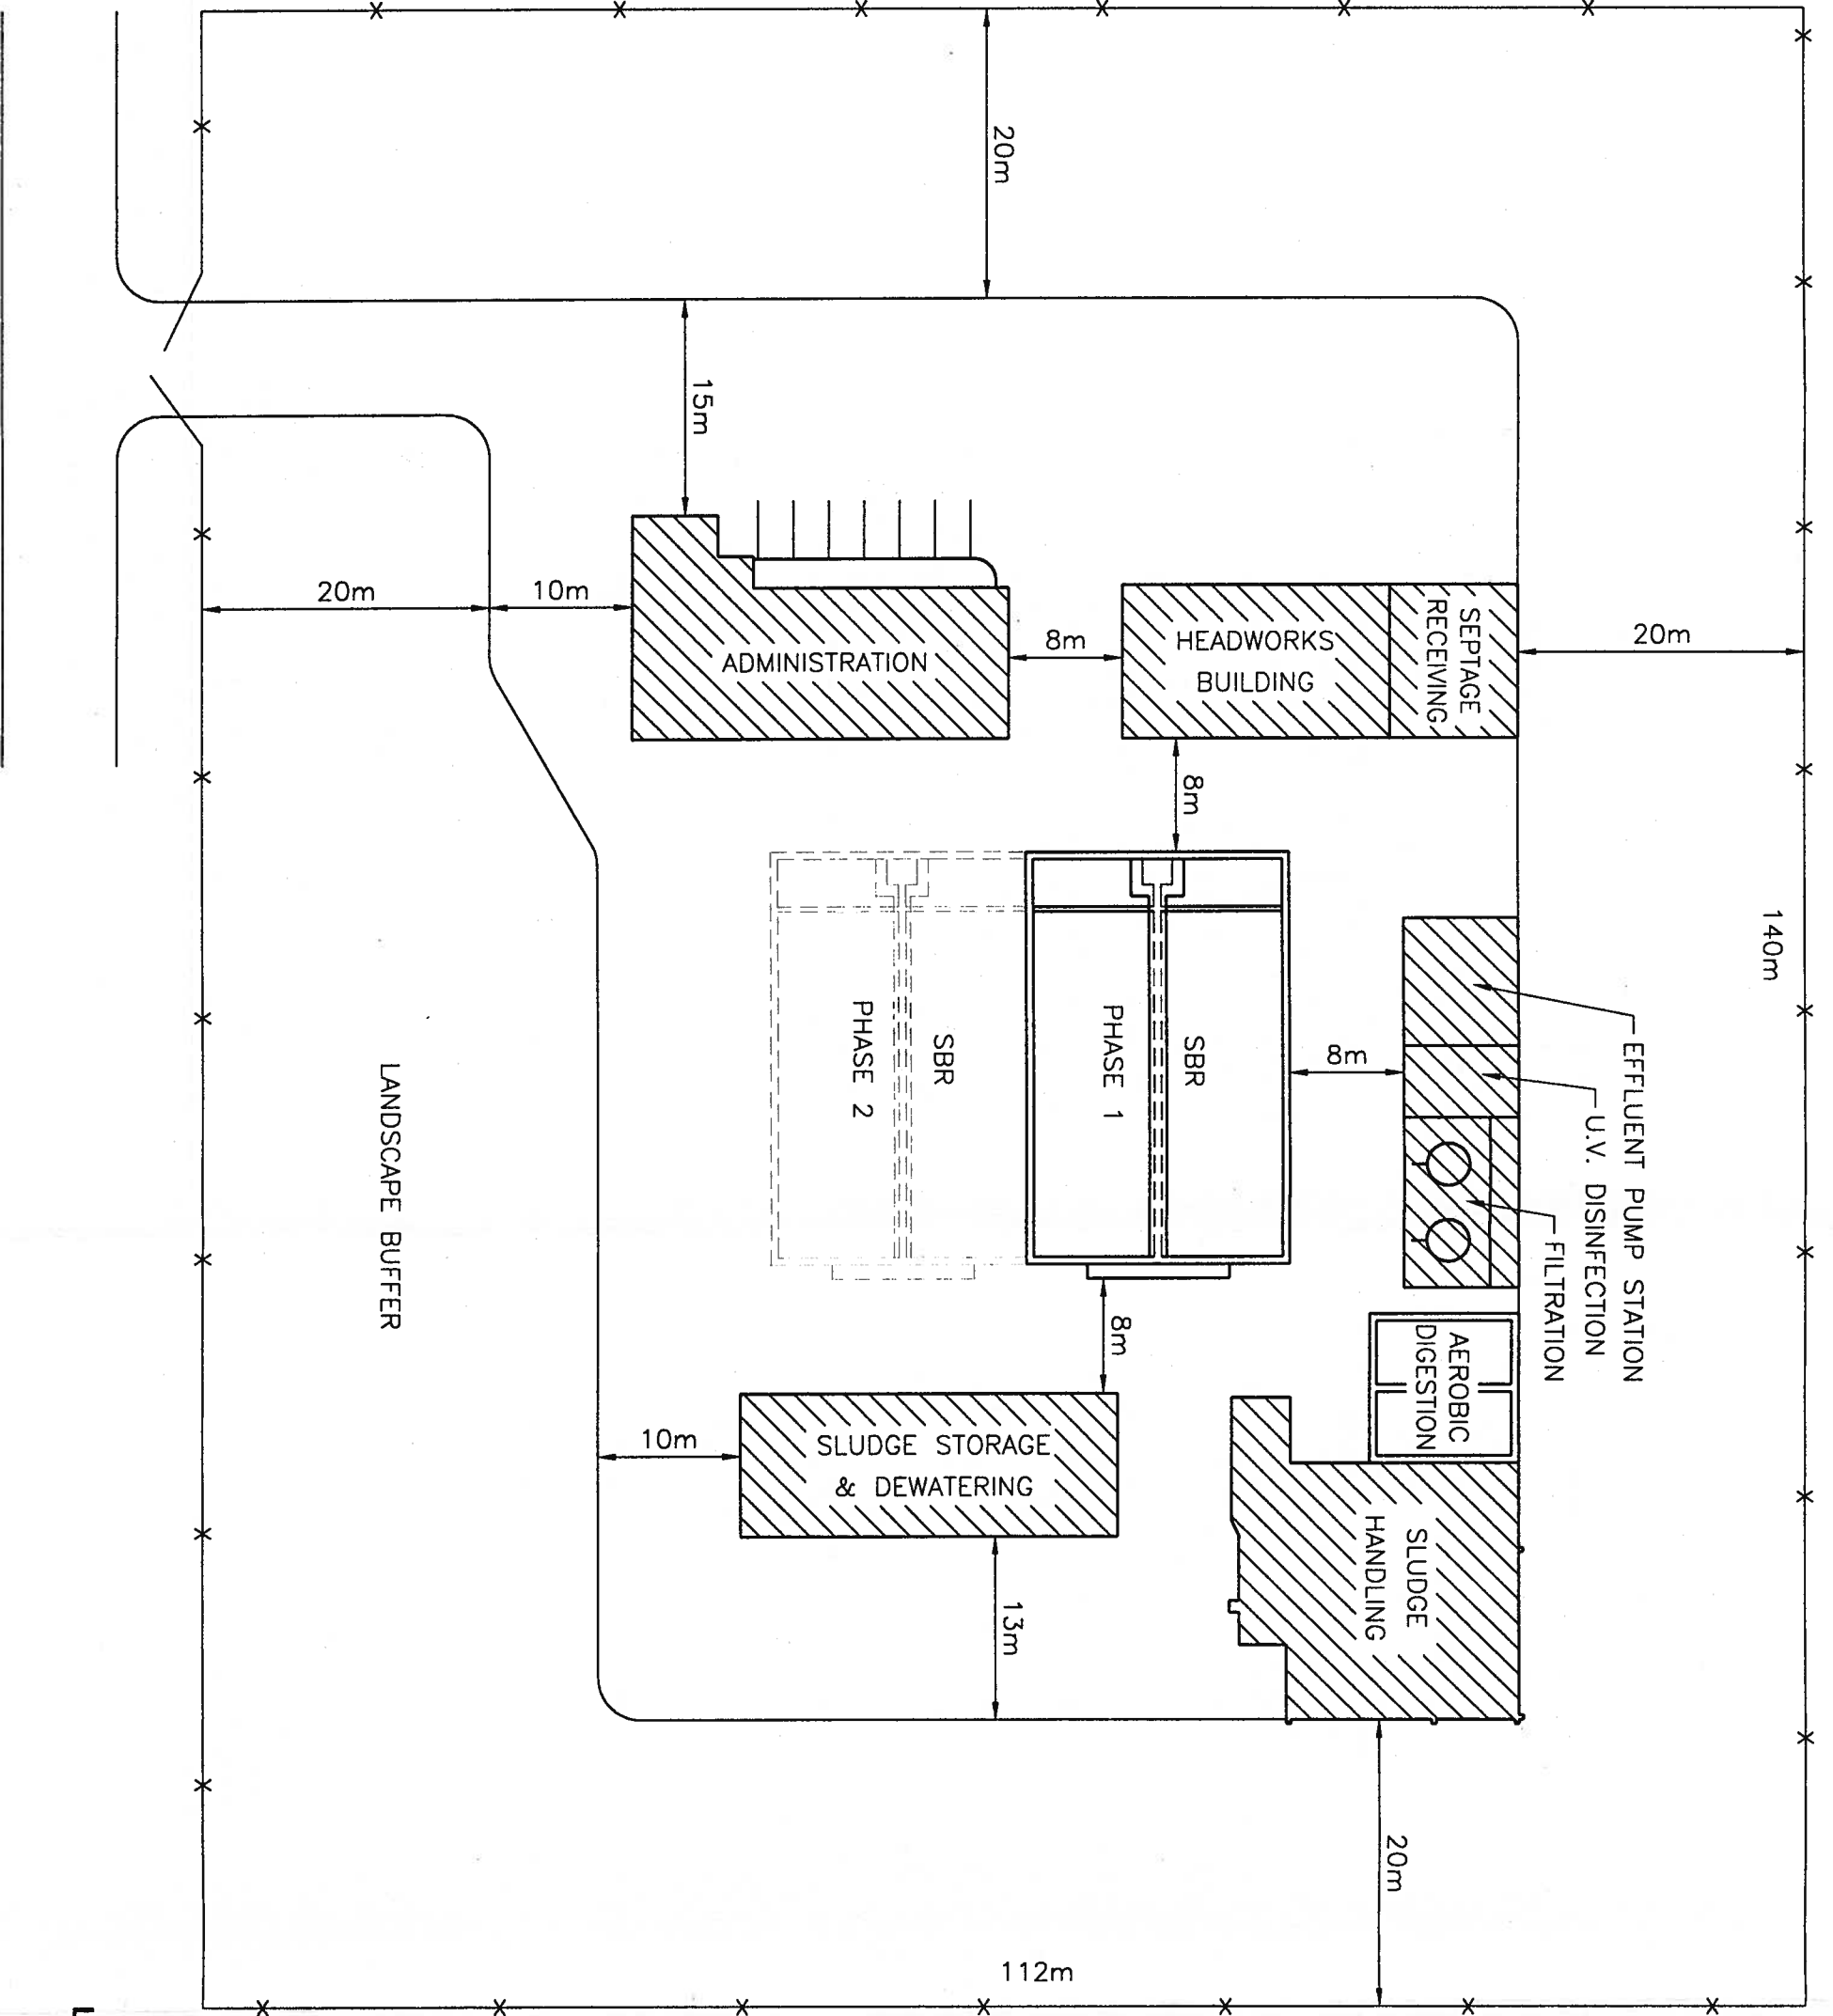 20m
15m
20m
10m
ADMINISTRATION
8m
HEADWORKS
BUILDING
SEPTAGE
RECEIVING
20m
8m
140m
EFFLUENT PUMP STATION
U.V. DISINFECTION
FILTRATION
8m
SBR
PHASE 1
SBR
PHASE 2
LANDSCAPE BUFFER
8m
AEROBIC
DIGESTION
10m
SLUDGE STORAGE
& DEWATERING
SLUDGE
HANDLING
13m
20m
112m